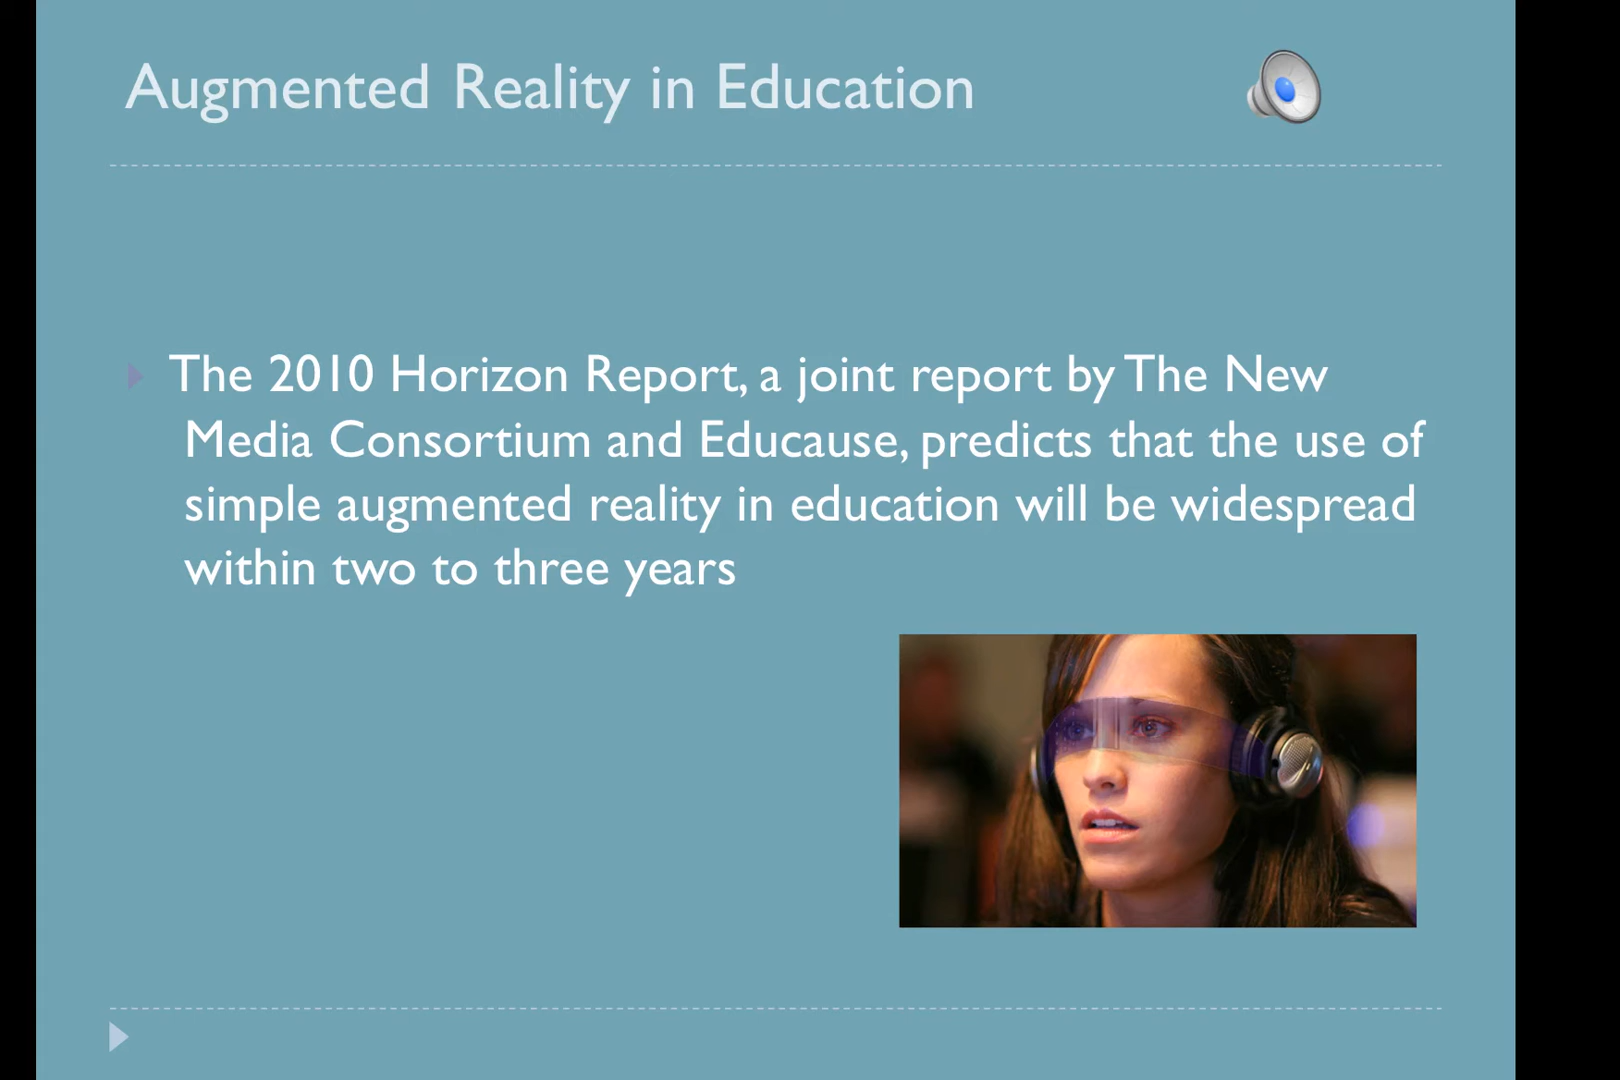 Augmented Reality in Education
The 2010 Horizon Report, a joint report by The New
Media Consortium and Educause, predicts that the use of
simple augmented reality in education will be widespread
within two to three years